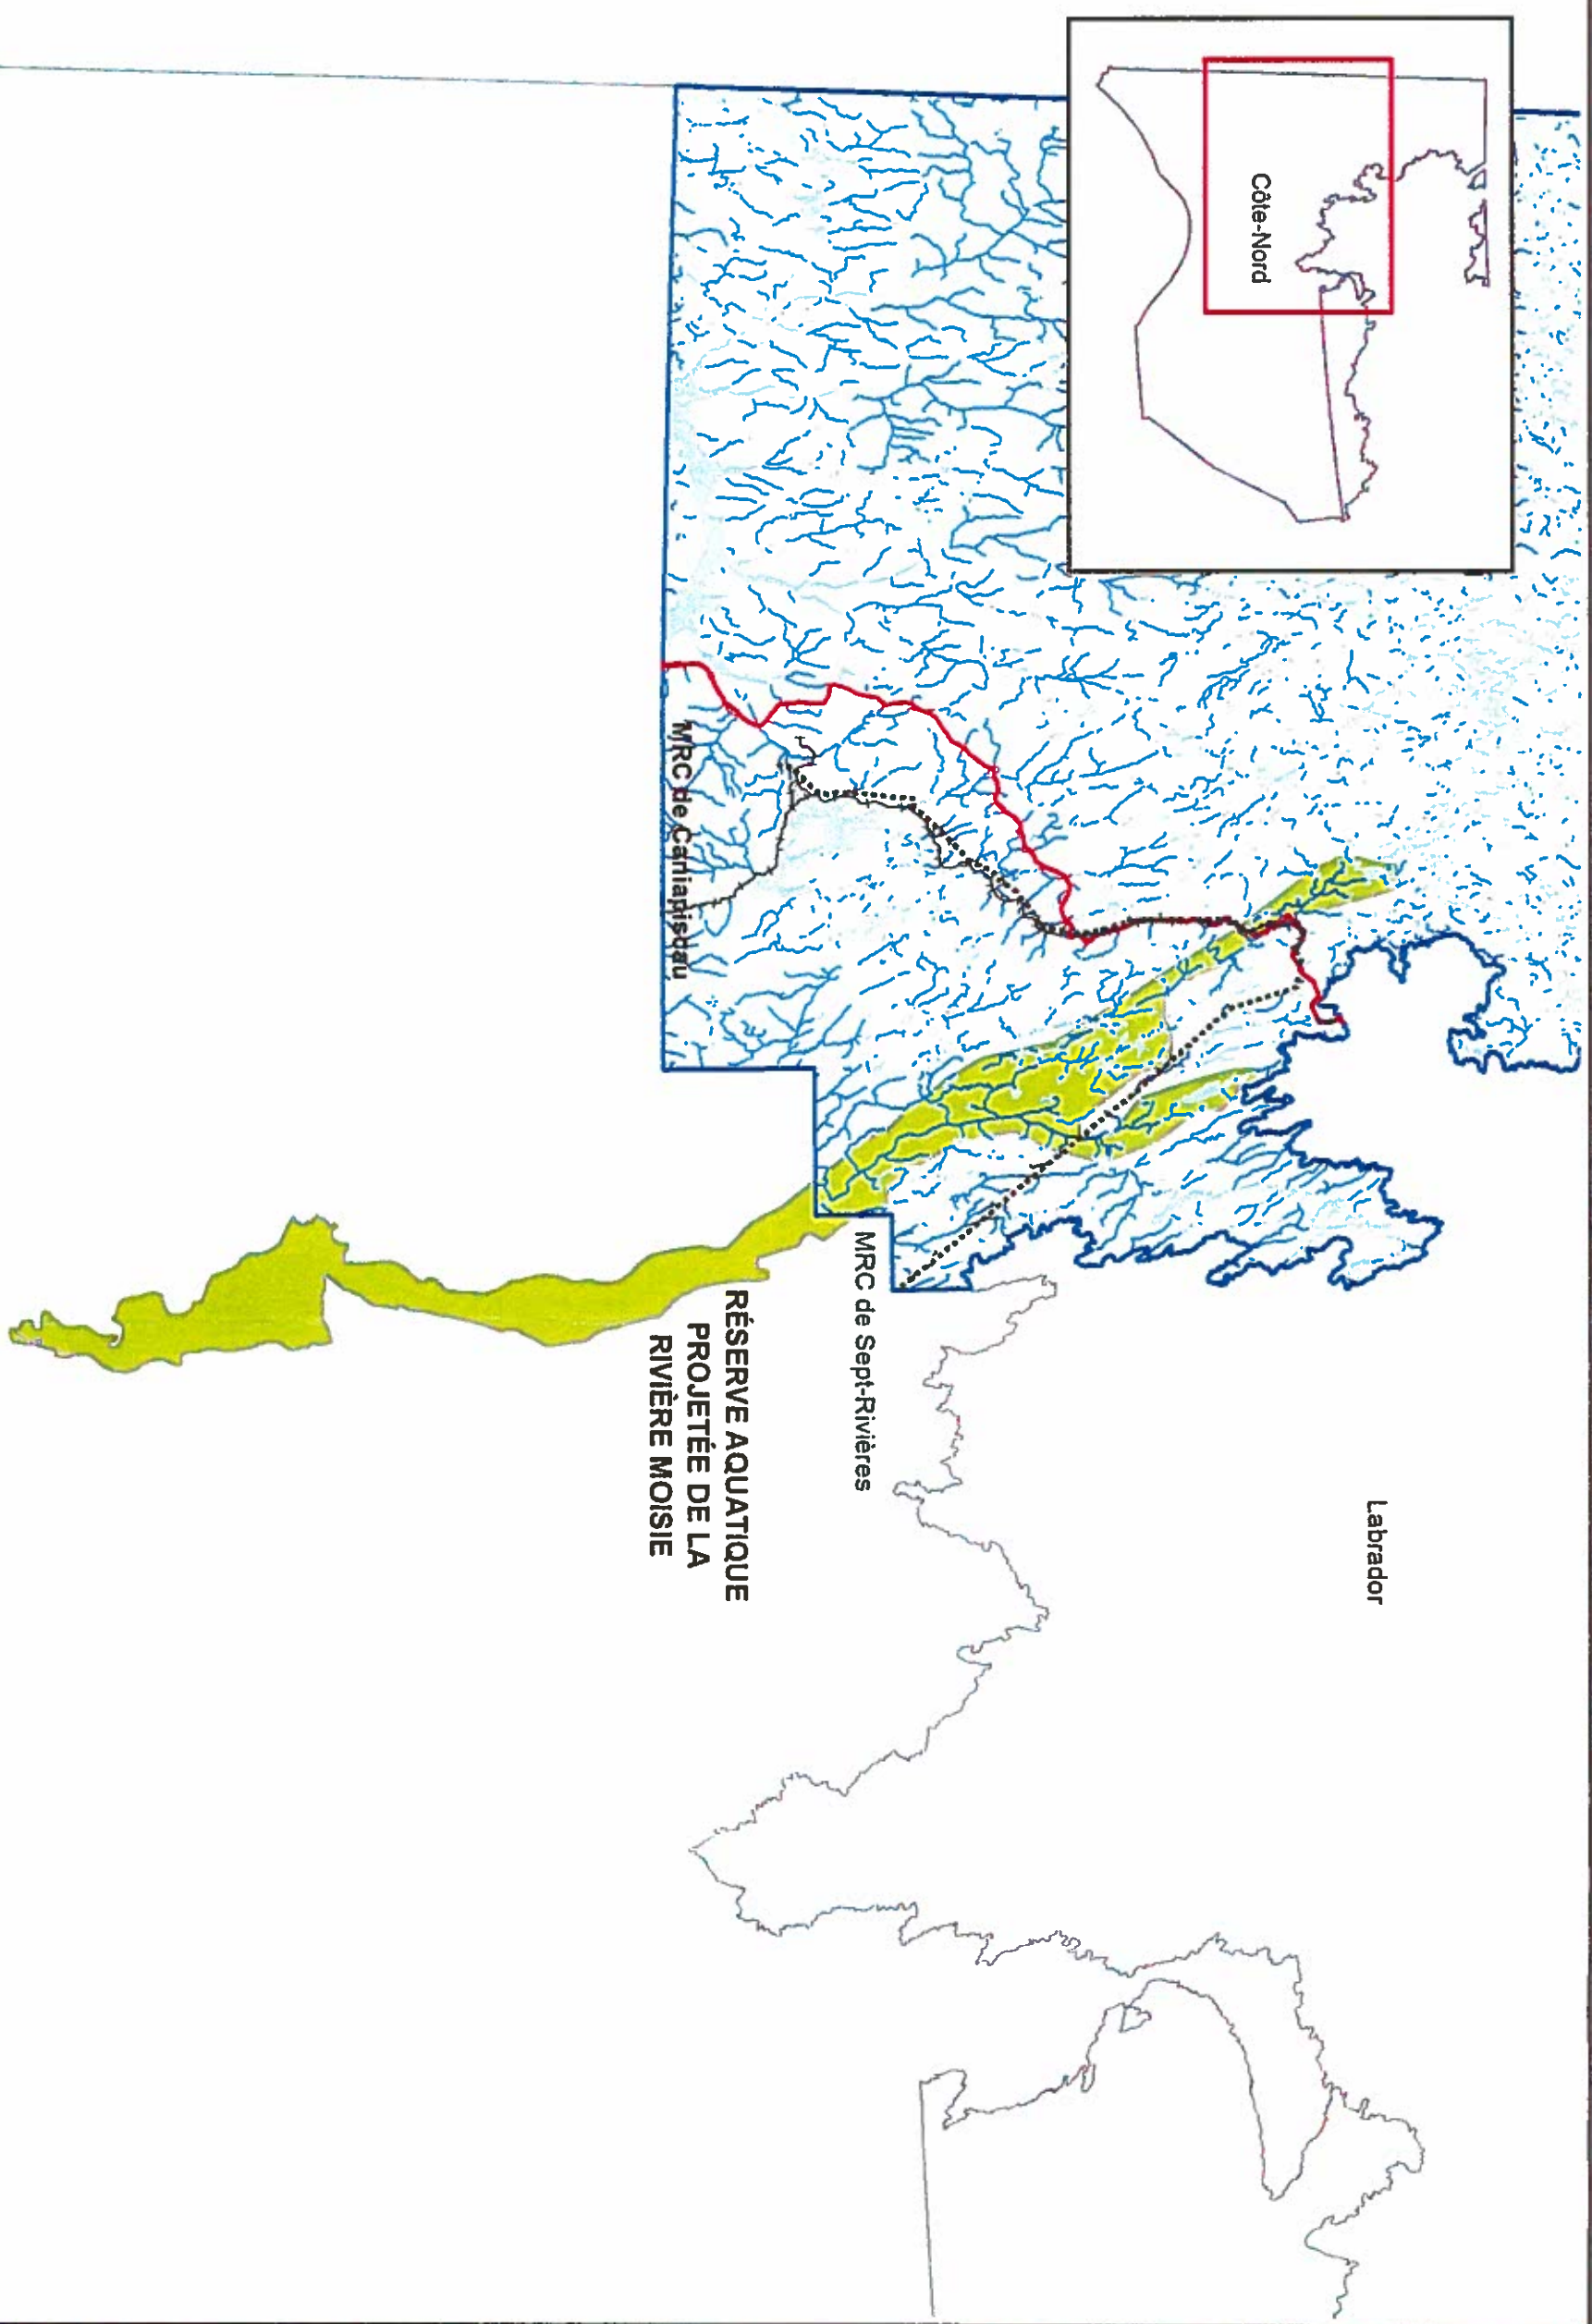 Côte-Nord
Labrador
MRC de Caniapiscau
MRC de Sept-Rivières
RÉSERVE AQUATIQUE
PROJETÉE DE LA
RIVIÈRE MOISIE